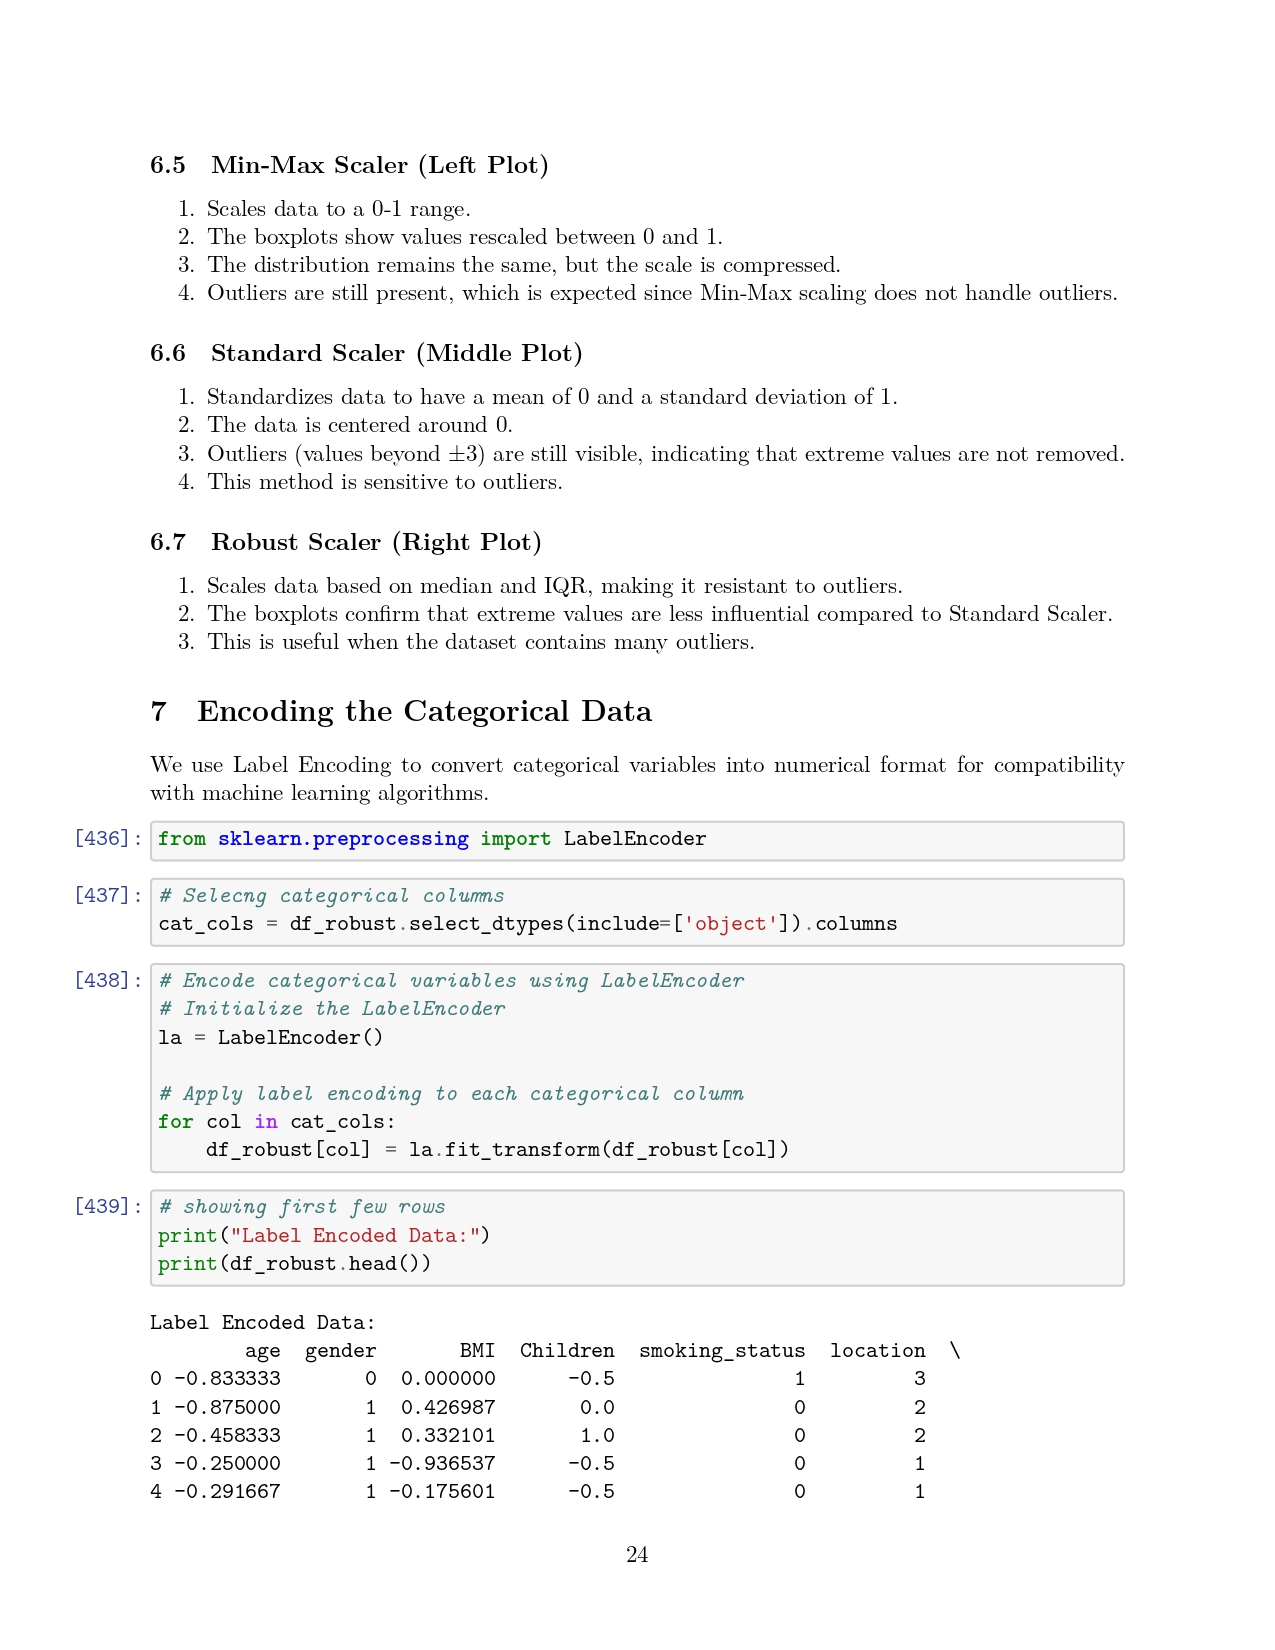 6.5 Min-Max Scaler (Left Plot)
1. Scales data to a 0-1 range.
2. The boxplots show values rescaled between 0 and 1.
3. The distribution remains the same, but the scale is compressed.
4. Outliers are still present, which is expected since Min-Max scaling does not handle outliers.
6.6 Standard Scaler (Middle Plot)
1. Standardizes data to have a mean of 0 and a standard deviation of 1.
2. The data is centered around 0.
3. Outliers (values beyond ±3) are still visible, indicating that extreme values are not removed.
4. This method is sensitive to outliers.
6.7 Robust Scaler (Right Plot)
1. Scales data based on median and IQR, making it resistant to outliers.
2. The boxplots confirm that extreme values are less influential compared to Standard Scaler.
3. This is useful when the dataset contains many outliers.
7 Encoding the Categorical Data
We use Label Encoding to convert categorical variables into numerical format for compatibility
with machine learning algorithms.
[436]: from sklearn.preprocessing import LabelEncoder
[437]: # Selecng categorical columns
cat_cols = df_robust.select_dtypes(include=['object']).columns
[438]: # Encode categorical variables using LabelEncoder
# Initialize the LabelEncoder
la = LabelEncoder()
# Apply label encoding to each categorical column
for col in cat_cols:
    df_robust[col] = la.fit_transform(df_robust[col])
[439]: # showing first few rows
print("Label Encoded Data:")
print(df_robust.head())
Label Encoded Data:
        age  gender       BMI  Children  smoking_status  location  \
0 -0.833333       0  0.000000      -0.5               1         3
1 -0.875000       1  0.426987       0.0               0         2
2 -0.458333       1  0.332101       1.0               0         2
3 -0.250000       1 -0.936537      -0.5               0         1
4 -0.291667       1 -0.175601      -0.5               0         1
24